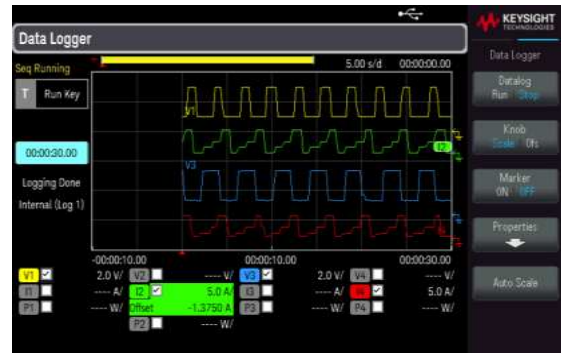 KEYSIGHT
TECHNOLOGIES
Data Logger
Data Logger
Seq Running
5.00 s/d 00:00:00.00
T Run Key
Datalog
Run Stop
V1
I2
Knob
Scale Ofs
00:00:30.00
V3
Logging Done
Internal (Log 1)
Marker
ON OFF
Properties
-00:00:10.00 00:00:10.00 00:00:30.00
V1 2.0 V/ V2 ---- V/ V3 2.0 V/ V4 ---- V/
I1 ---- A/ I2 5.0 A/ I3 ---- A/ I4 5.0 A/
P1 ---- W/ Offset -1.3750 A P3 ---- W/ P4 ---- W/
P2 ---- W/
Auto Scale